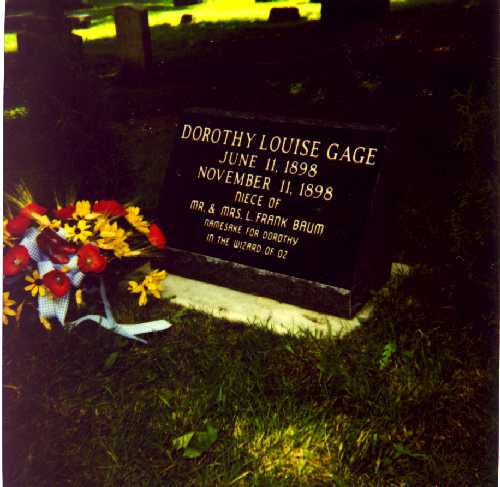 DOROTHY LOUISE GAGE
JUNE 11, 1898
NOVEMBER 11, 1898
NIECE OF
MR. & MRS. L. FRANK BAUM
NAMESAKE FOR DOROTHY
IN THE WIZARD OF OZ